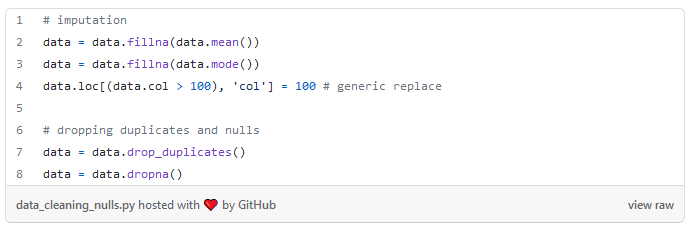 1 # imputation
2 data = data.fillna(data.mean())
3 data = data.fillna(data.mode())
4 data.loc[(data.col > 100), 'col'] = 100 # generic replace
5
6 # dropping duplicates and nulls
7 data = data.drop_duplicates()
8 data = data.dropna()
data_cleaning_nulls.py hosted with ❤ by GitHub view raw